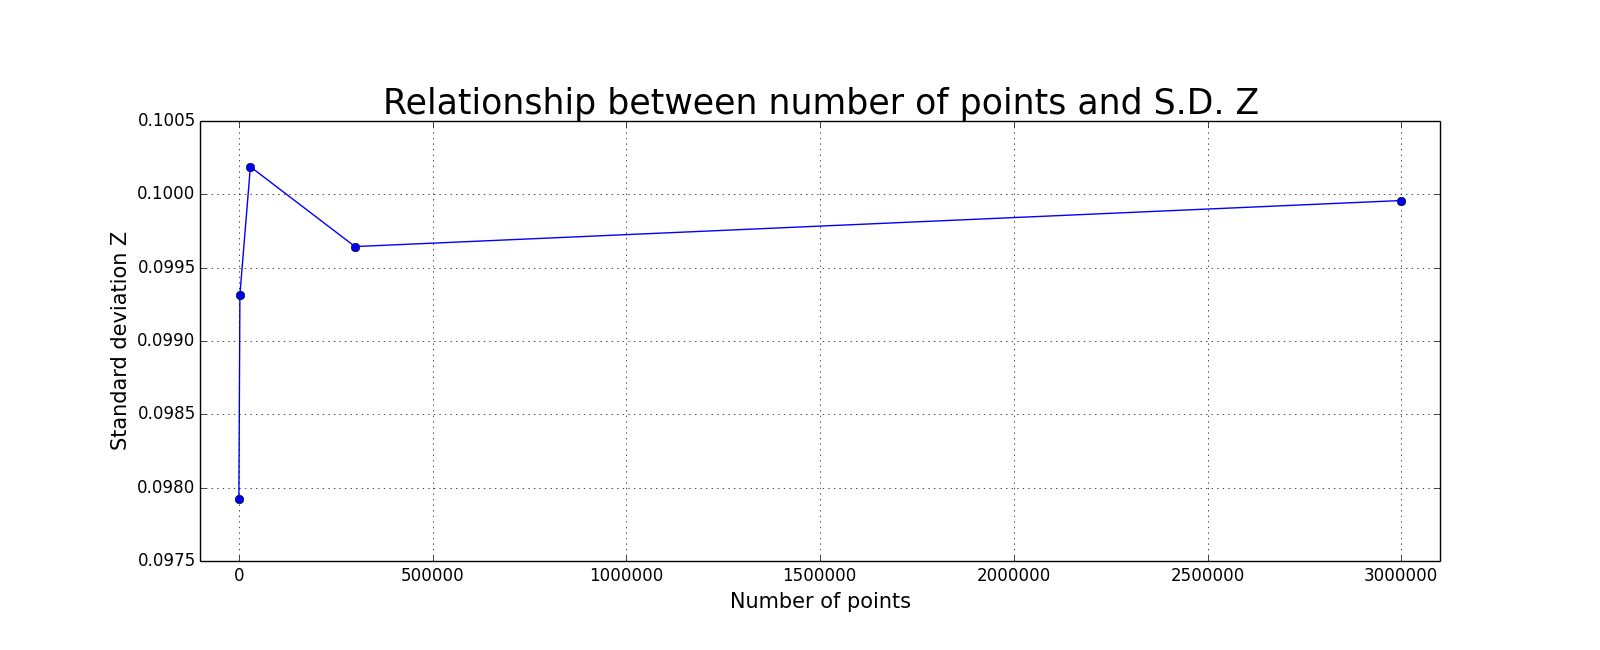 Relationship between number of points and S.D. Z
0.1005
0.1000
0.0995
0.0990
0.0985
0.0980
0.0975
Standard deviation Z
0 500000 1000000 1500000 2000000 2500000 3000000
Number of points